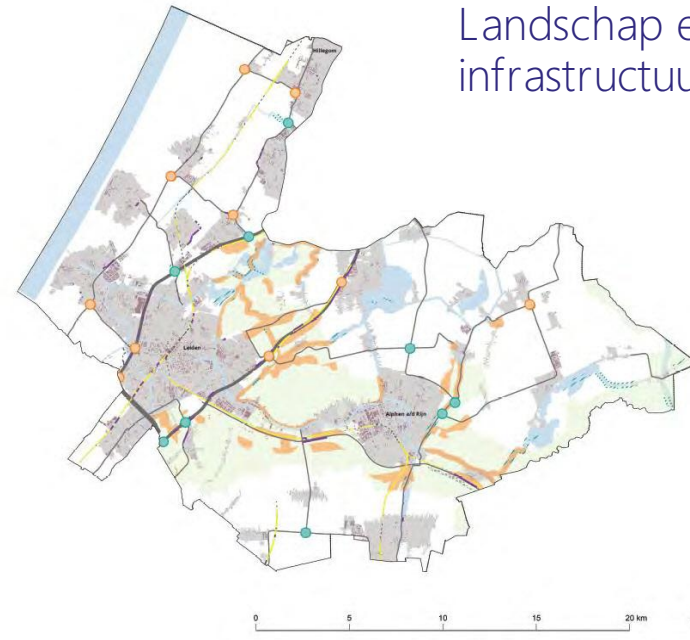 Landschap e
infrastructuu
Hillegom
Leiden
Alphen a/d Rijn
0 5 10 15 20 km